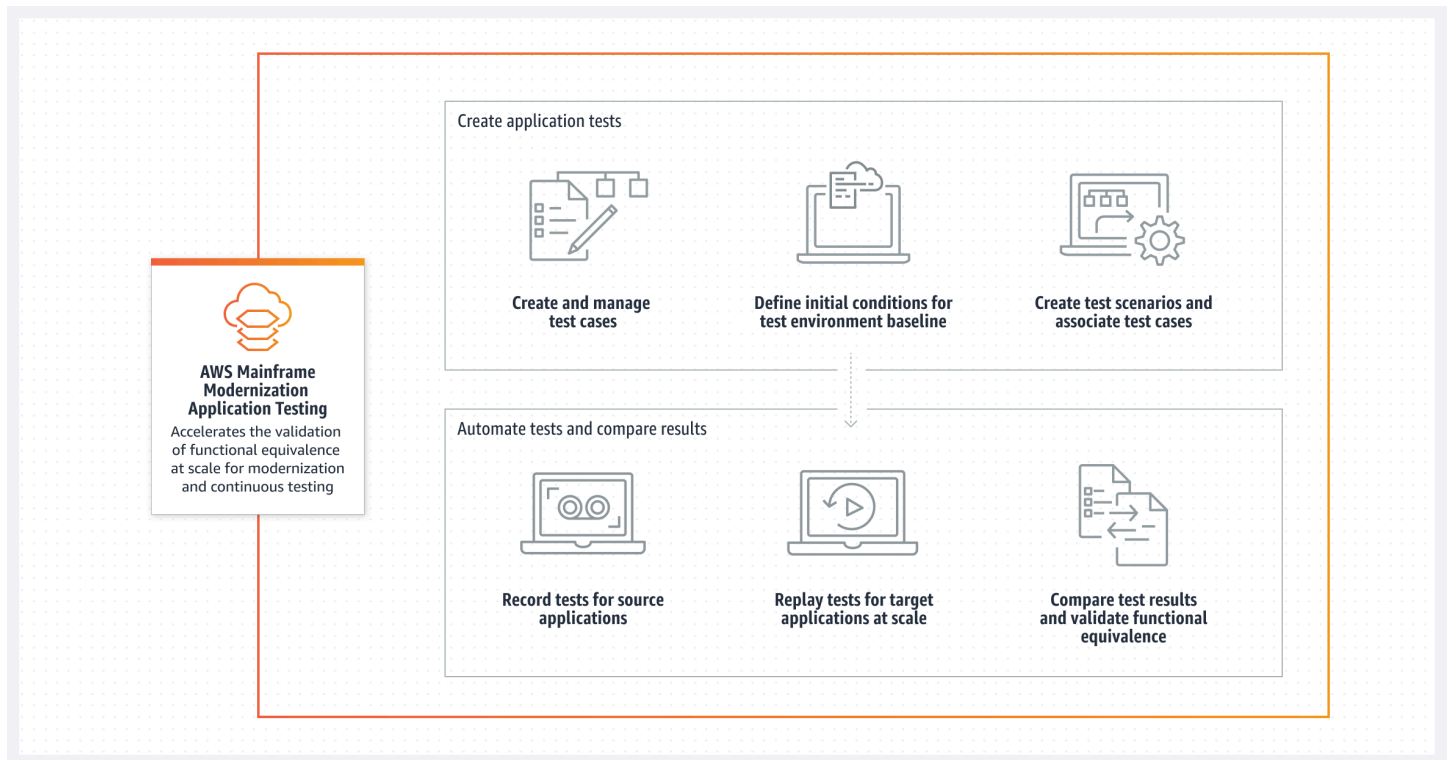 Create application tests
Create and manage
test cases
Define initial conditions for
test environment baseline
Create test scenarios and
associate test cases
AWS Mainframe
Modernization
Application Testing
Accelerates the validation
of functional equivalence
at scale for modernization
and continuous testing
Automate tests and compare results
Record tests for source
applications
Replay tests for target
applications at scale
Compare test results
and validate functional
equivalence